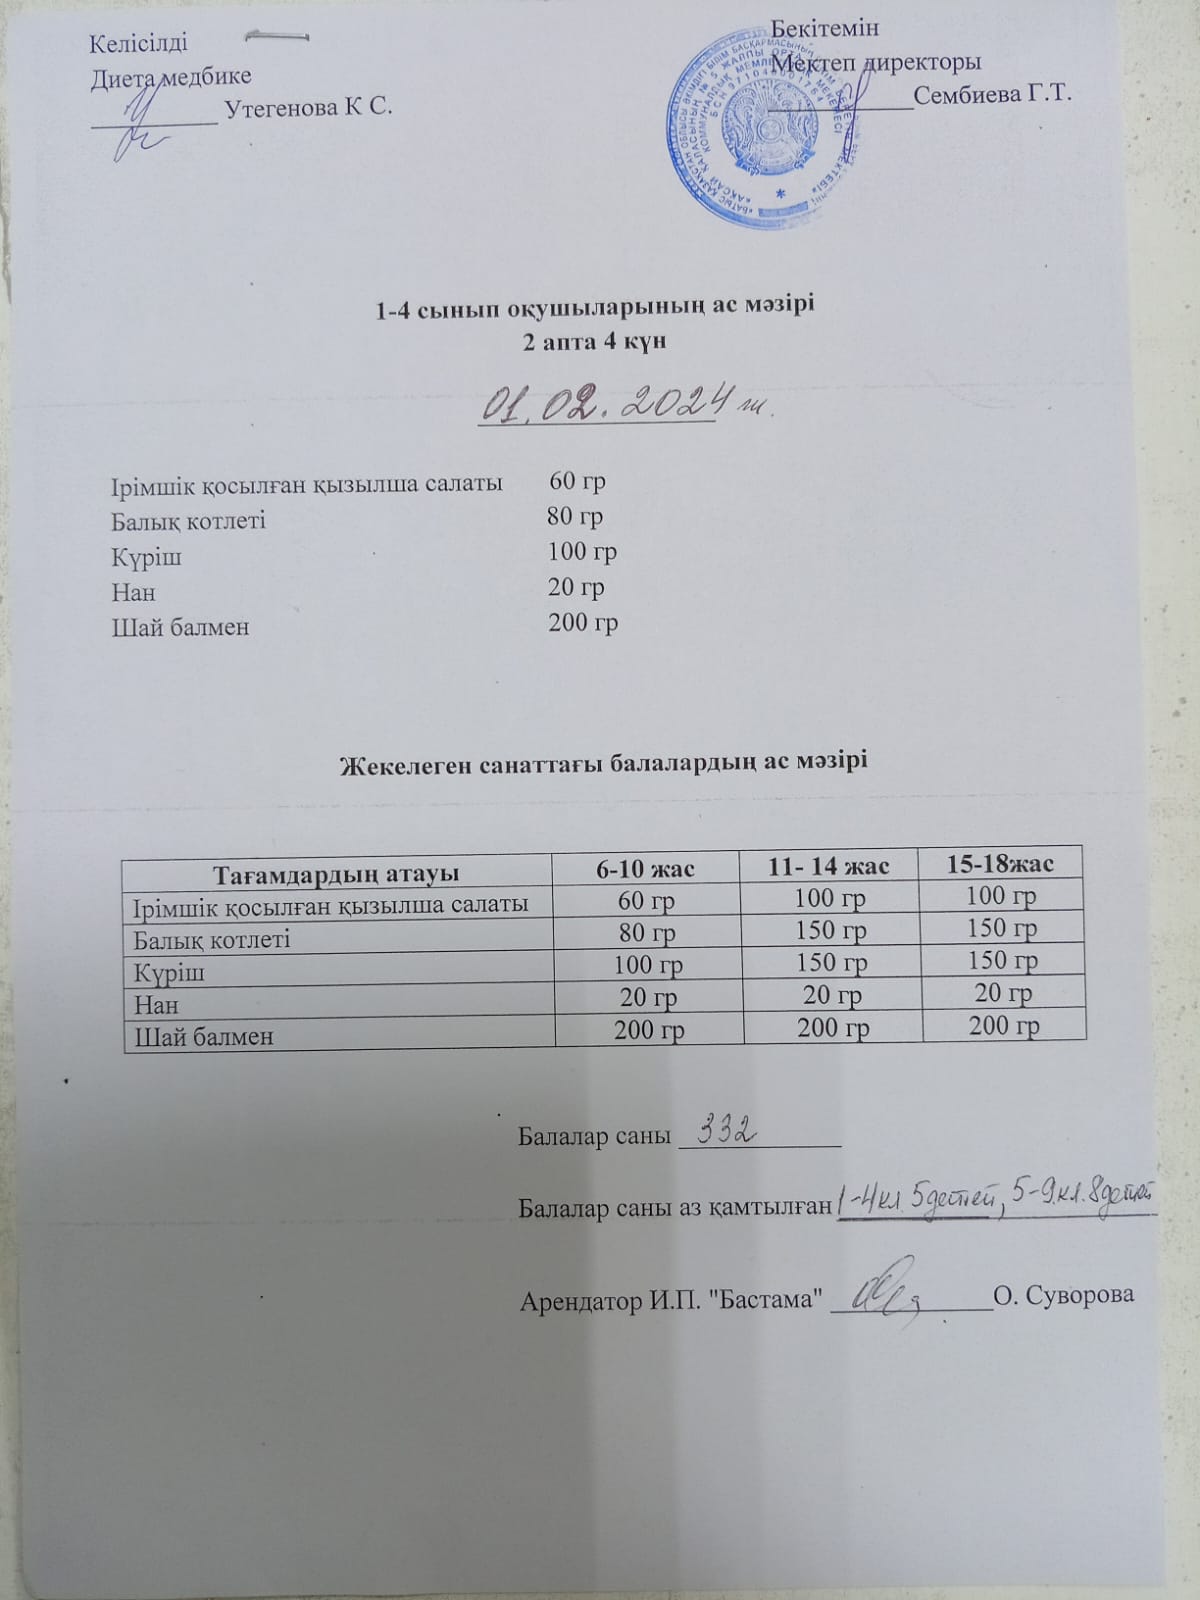 Келісілді
Диета медбике
Утегенова К С.
Бекітемін
Мектеп директоры
Сембиева Г.Т.
1-4 сынып оқушыларының ас мәзірі
2 апта 4 күн
01.02.2024 ж.
Ірімшік қосылған қызылша салаты 60 гр
Балық котлеті 80 гр
Күріш 100 гр
Нан 20 гр
Шай балмен 200 гр
Жекелеген санаттағы балалардың ас мәзірі
Тағамдардың атауы 6-10 жас 11- 14 жас 15-18жас
Ірімшік қосылған қызылша салаты 60 гр 100 гр 100 гр
Балық котлеті 80 гр 150 гр 150 гр
Күріш 100 гр 150 гр 150 гр
Нан 20 гр 20 гр 20 гр
Шай балмен 200 гр 200 гр 200 гр
Балалар саны 332
Балалар саны аз қамтылған 1-4кл. 5детей, 5-9кл. 8детей
Арендатор И.П. "Бастама" О. Суворова